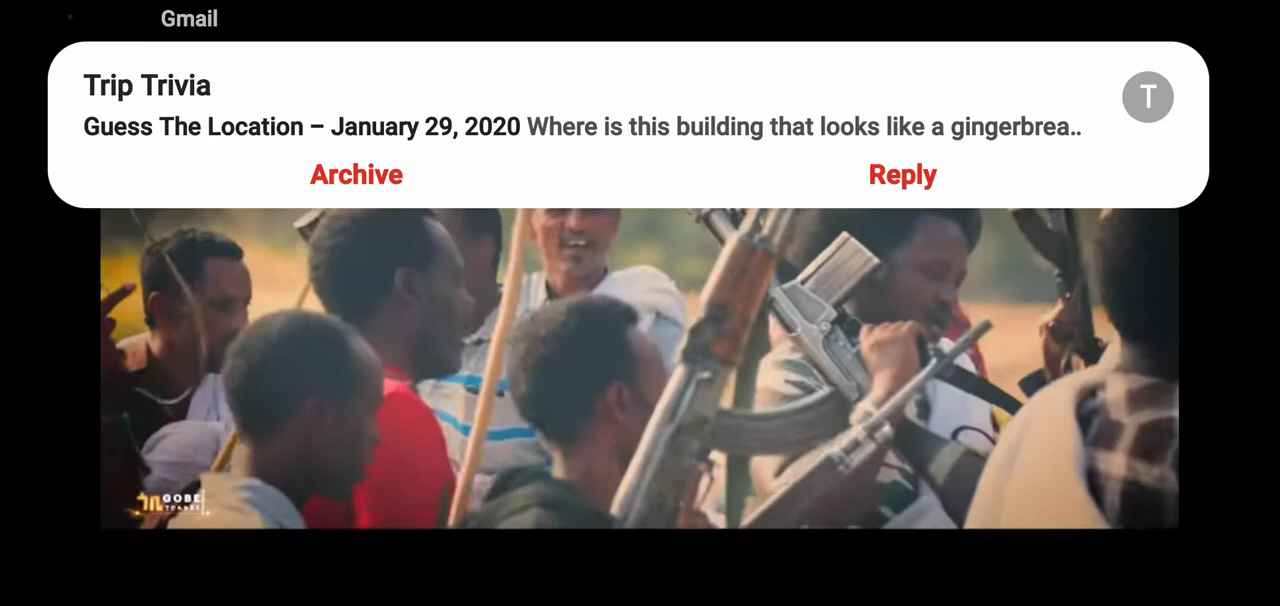 Gmail
Trip Trivia
T
Guess The Location – January 29, 2020 Where is this building that looks like a gingerbrea..
Archive
Reply
GOBE